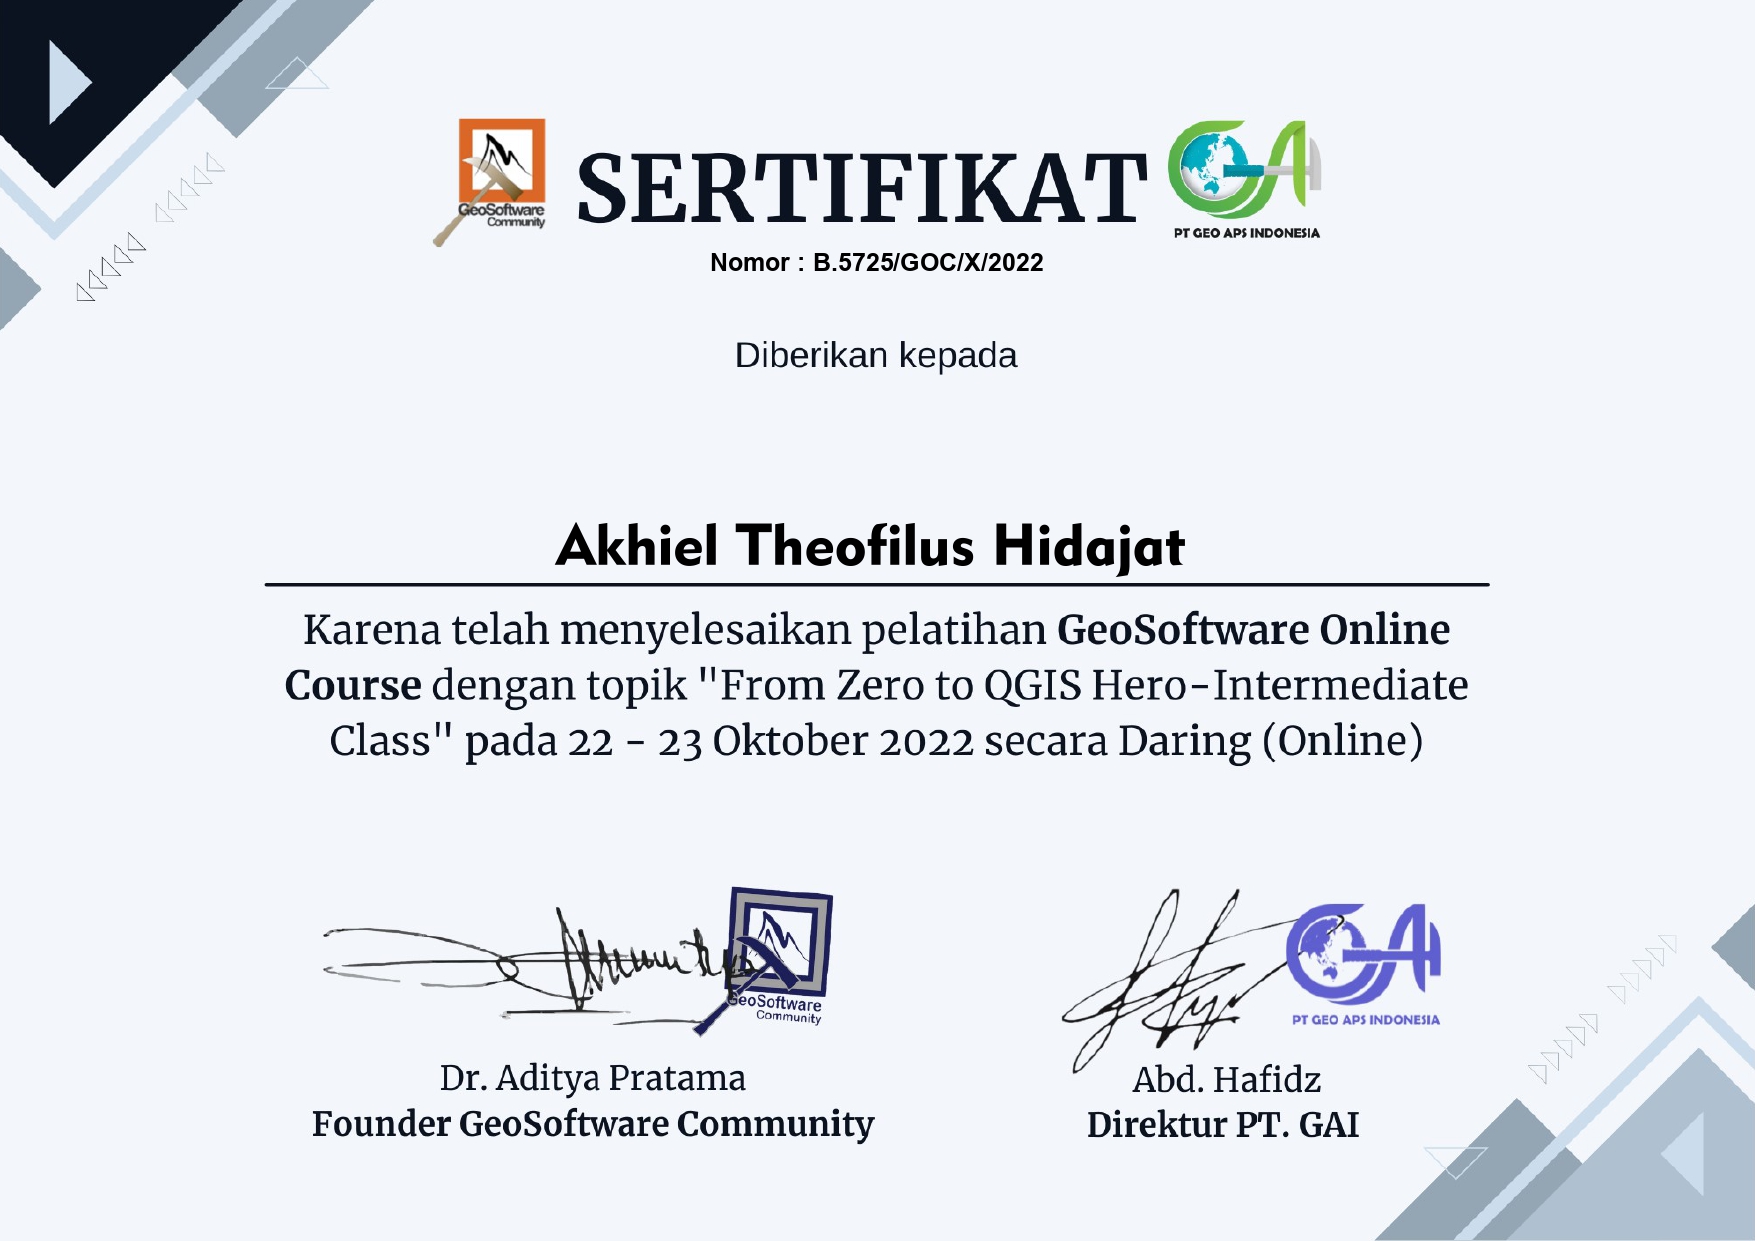 GeoSoftware
Community
SERTIFIKAT
PT GEO APS INDONESIA
Nomor : B.5725/GOC/X/2022
Diberikan kepada
Akhiel Theofilus Hidajat
Karena telah menyelesaikan pelatihan GeoSoftware Online
Course dengan topik "From Zero to QGIS Hero-Intermediate
Class" pada 22 - 23 Oktober 2022 secara Daring (Online)
GeoSoftware
Community
PT GEO APS INDONESIA
Dr. Aditya Pratama
Founder GeoSoftware Community
Abd. Hafidz
Direktur PT. GAI